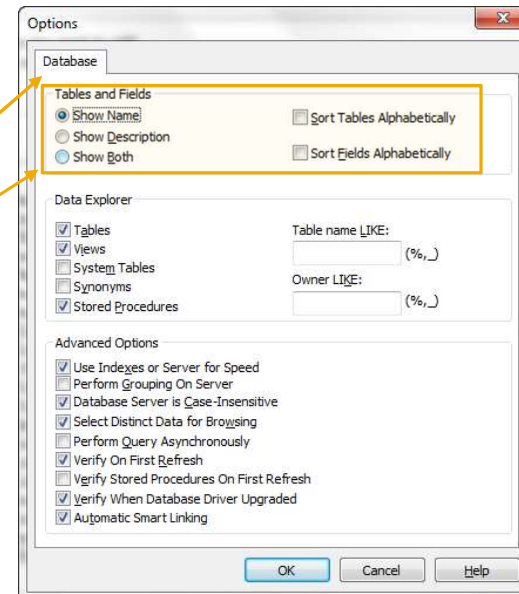 Options
Database
Tables and Fields
Show Name
Show Description
Show Both
Sort Tables Alphabetically
Sort Fields Alphabetically
Data Explorer
Tables
Views
System Tables
Synonyms
Stored Procedures
Table name LIKE:
(%,_)
Owner LIKE:
(%,_)
Advanced Options
Use Indexes or Server for Speed
Perform Grouping On Server
Database Server is Case-Insensitive
Select Distinct Data for Browsing
Perform Query Asynchronously
Verify On First Refresh
Verify Stored Procedures On First Refresh
Verify When Database Driver Upgraded
Automatic Smart Linking
OK Cancel Help